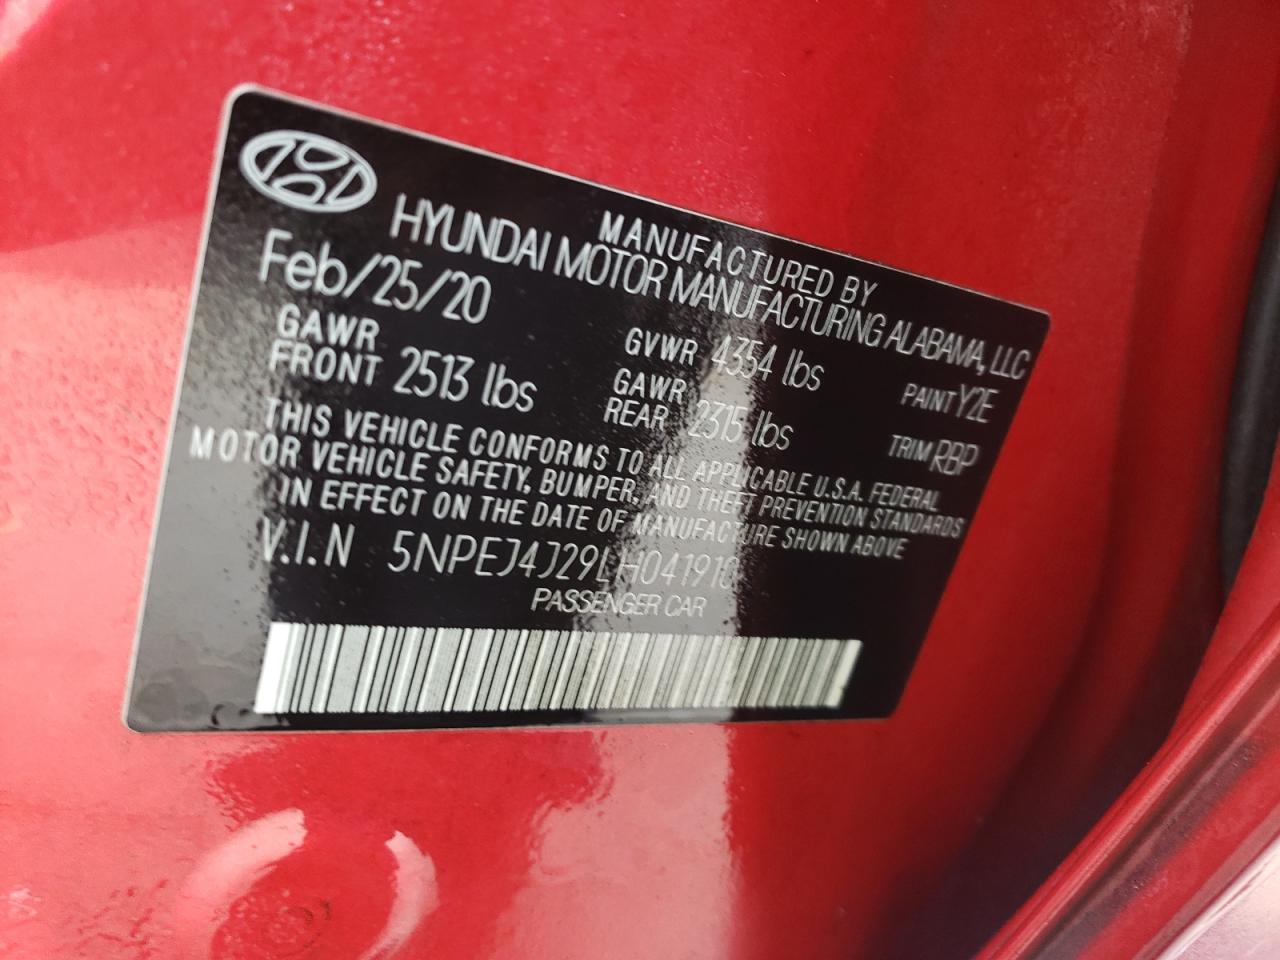 MANUFACTURED BY
HYUNDAI MOTOR MANUFACTURING ALABAMA, LLC
Feb/25/20
GVWR 4354 lbs
PAINT Y2E
GAWR
FRONT 2513 lbs
GAWR
REAR 2315 lbs
TRIM RBP
THIS VEHICLE CONFORMS TO ALL APPLICABLE U.S.A. FEDERAL
MOTOR VEHICLE SAFETY, BUMPER, AND THEFT PREVENTION STANDARDS
IN EFFECT ON THE DATE OF MANUFACTURE SHOWN ABOVE
V.I.N 5NPEJ4J29LH041910
PASSENGER CAR